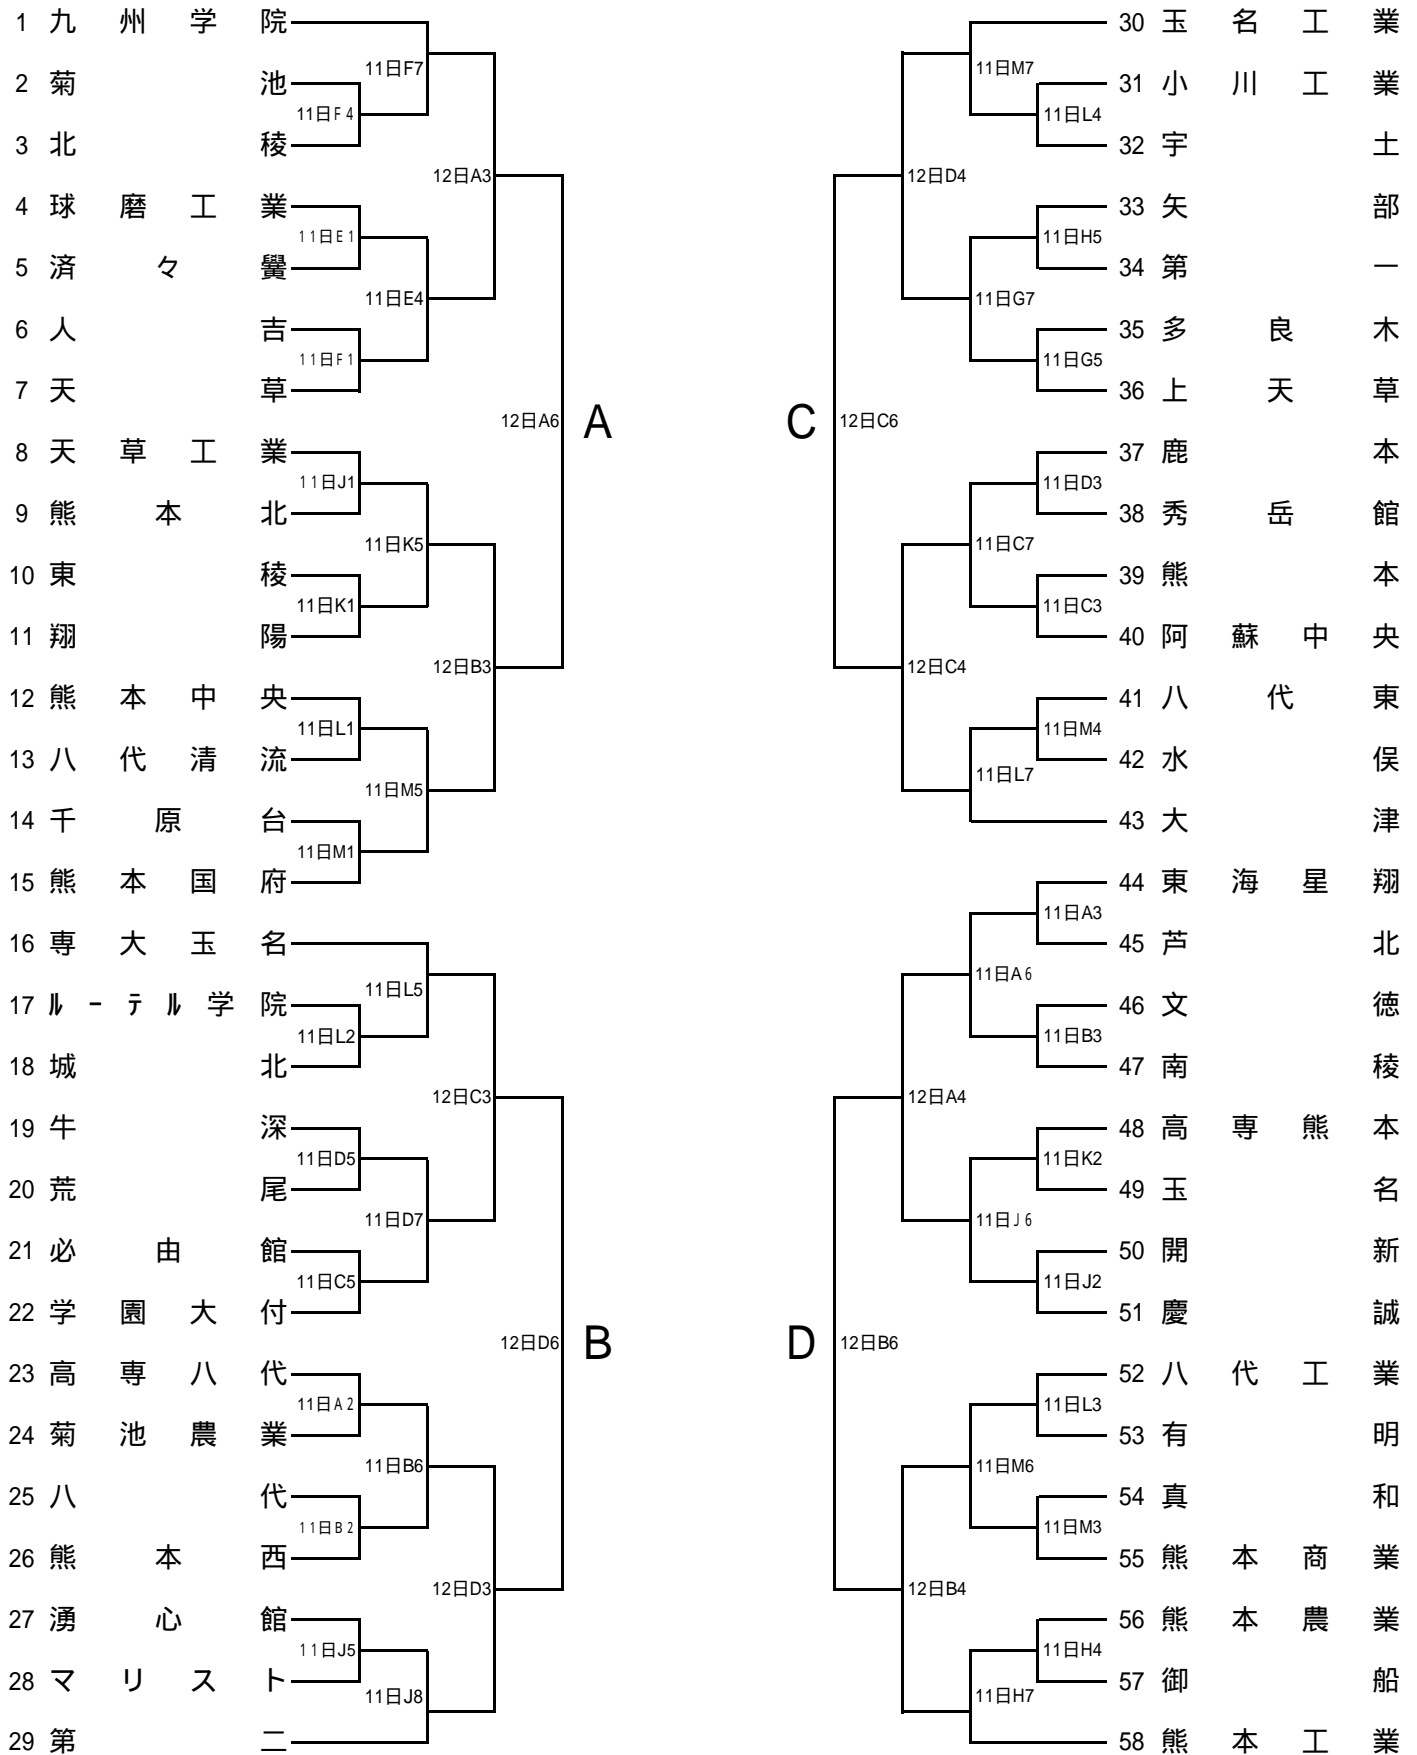 1 九州学院
11日F7
2 菊池
11日F4
3 北稜
12日A3
4 球磨工業
11日E1
5 済々黌
11日E4
6 人吉
11日F1
7 天草
12日A6
A
8 天草工業
11日J1
9 熊本北
11日K5
10 東稜
11日K1
11 翔陽
12日B3
12 熊本中央
11日L1
13 八代清流
11日M5
14 千原台
11日M1
15 熊本国府
16 専大玉名
11日L5
17 ﾙｰﾃﾙ学院
11日L2
18 城北
12日C3
19 牛深
11日D5
20 荒尾
11日D7
21 必由館
11日C5
22 学園大付
12日D6
B
23 高専八代
11日A2
24 菊池農業
11日B6
25 八代
11日B2
26 熊本西
12日D3
27 湧心館
11日J5
28 マリスト
11日J8
29 第二
30 玉名工業
11日M7
31 小川工業
11日L4
32 宇土
12日D4
33 矢部
11日H5
34 第一
11日G7
35 多良木
11日G5
36 上天草
C
12日C6
37 鹿本
11日D3
38 秀岳館
11日C7
39 熊本
11日C3
40 阿蘇中央
12日C4
41 八代東
11日M4
42 水俣
11日L7
43 大津
44 東海星翔
11日A3
45 芦北
11日A6
46 文徳
11日B3
47 南稜
12日A4
48 高専熊本
11日K2
49 玉名
11日J6
50 開新
11日J2
51 慶誠
D
12日B6
52 八代工業
11日L3
53 有明
11日M6
54 真和
11日M3
55 熊本商業
12日B4
56 熊本農業
11日H4
57 御船
11日H7
58 熊本工業